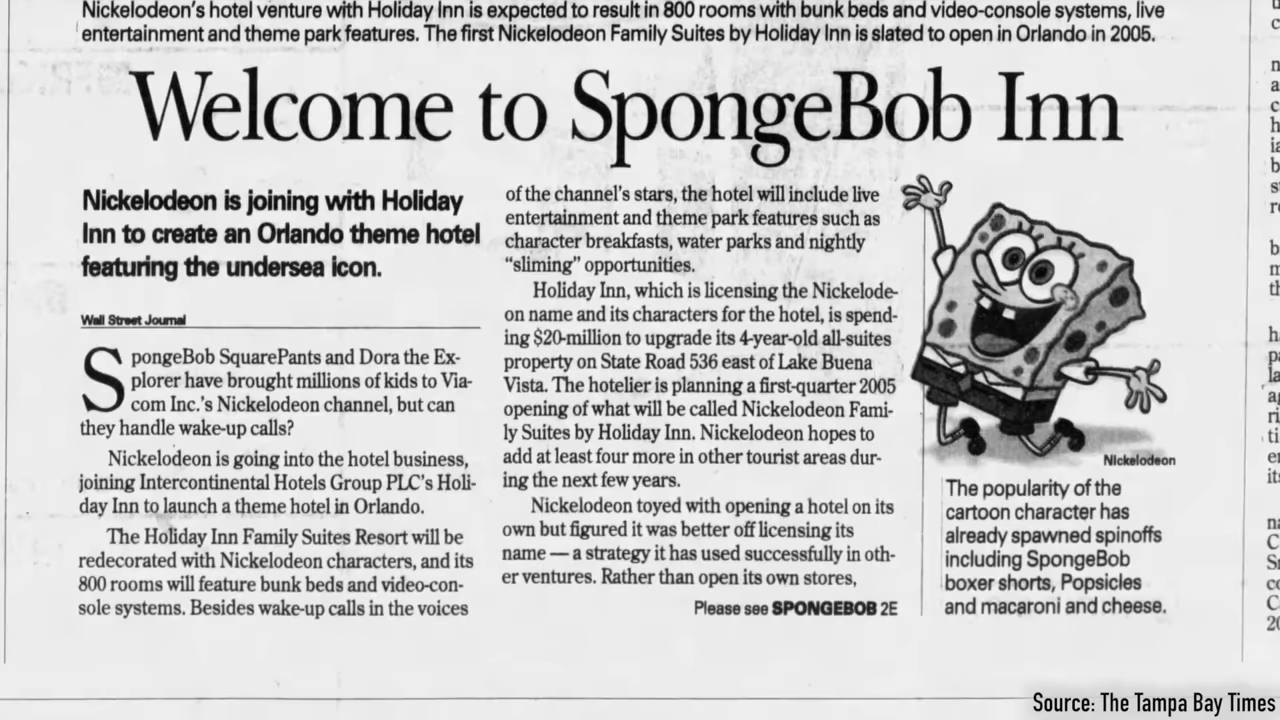 Nickelodeon's hotel venture with Holiday Inn is expected to result in 800 rooms with bunk beds and video-console systems, live
entertainment and theme park features. The first Nickelodeon Family Suites by Holiday Inn is slated to open in Orlando in 2005.
Welcome to SpongeBob Inn
Nickelodeon is joining with Holiday
Inn to create an Orlando theme hotel
featuring the undersea icon.
Wall Street Journal
SpongeBob SquarePants and Dora the Ex-
plorer have brought millions of kids to Via-
com Inc.'s Nickelodeon channel, but can
they handle wake-up calls?
Nickelodeon is going into the hotel business,
joining Intercontinental Hotels Group PLC's Holi-
day Inn to launch a theme hotel in Orlando.
The Holiday Inn Family Suites Resort will be
redecorated with Nickelodeon characters, and its
800 rooms will feature bunk beds and video-con-
sole systems. Besides wake-up calls in the voices
of the channel's stars, the hotel will include live
entertainment and theme park features such as
character breakfasts, water parks and nightly
"sliming" opportunities.
Holiday Inn, which is licensing the Nickelode-
on name and its characters for the hotel, is spend-
ing $20-million to upgrade its 4-year-old all-suites
property on State Road 536 east of Lake Buena
Vista. The hotelier is planning a first-quarter 2005
opening of what will be called Nickelodeon Fami-
ly Suites by Holiday Inn. Nickelodeon hopes to
add at least four more in other tourist areas dur-
ing the next few years.
Nickelodeon toyed with opening a hotel on its
own but figured it was better off licensing its
name — a strategy it has used successfully in oth-
er ventures. Rather than open its own stores,
Please see SPONGEBOB 2E
Nickelodeon
The popularity of the
cartoon character has
already spawned spinoffs
including SpongeBob
boxer shorts, Popsicles
and macaroni and cheese.
Source: The Tampa Bay Times